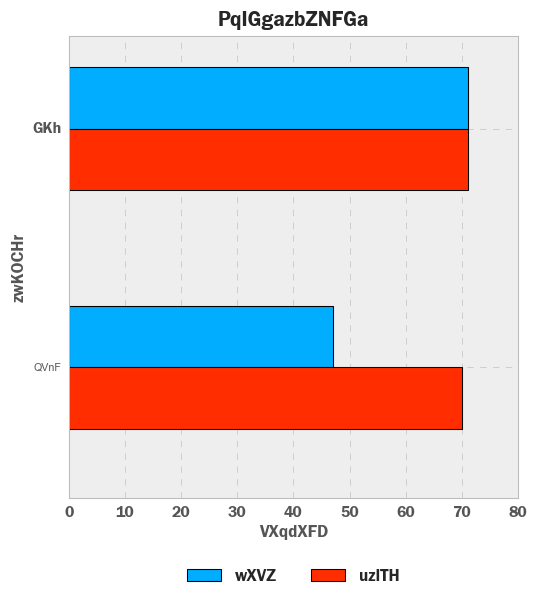 PqIGgazbZNFGa
GKh
zwKOCHr
QVnF
0 10 20 30 40 50 60 70 80
VXqdXFD
wXVZ uzITH